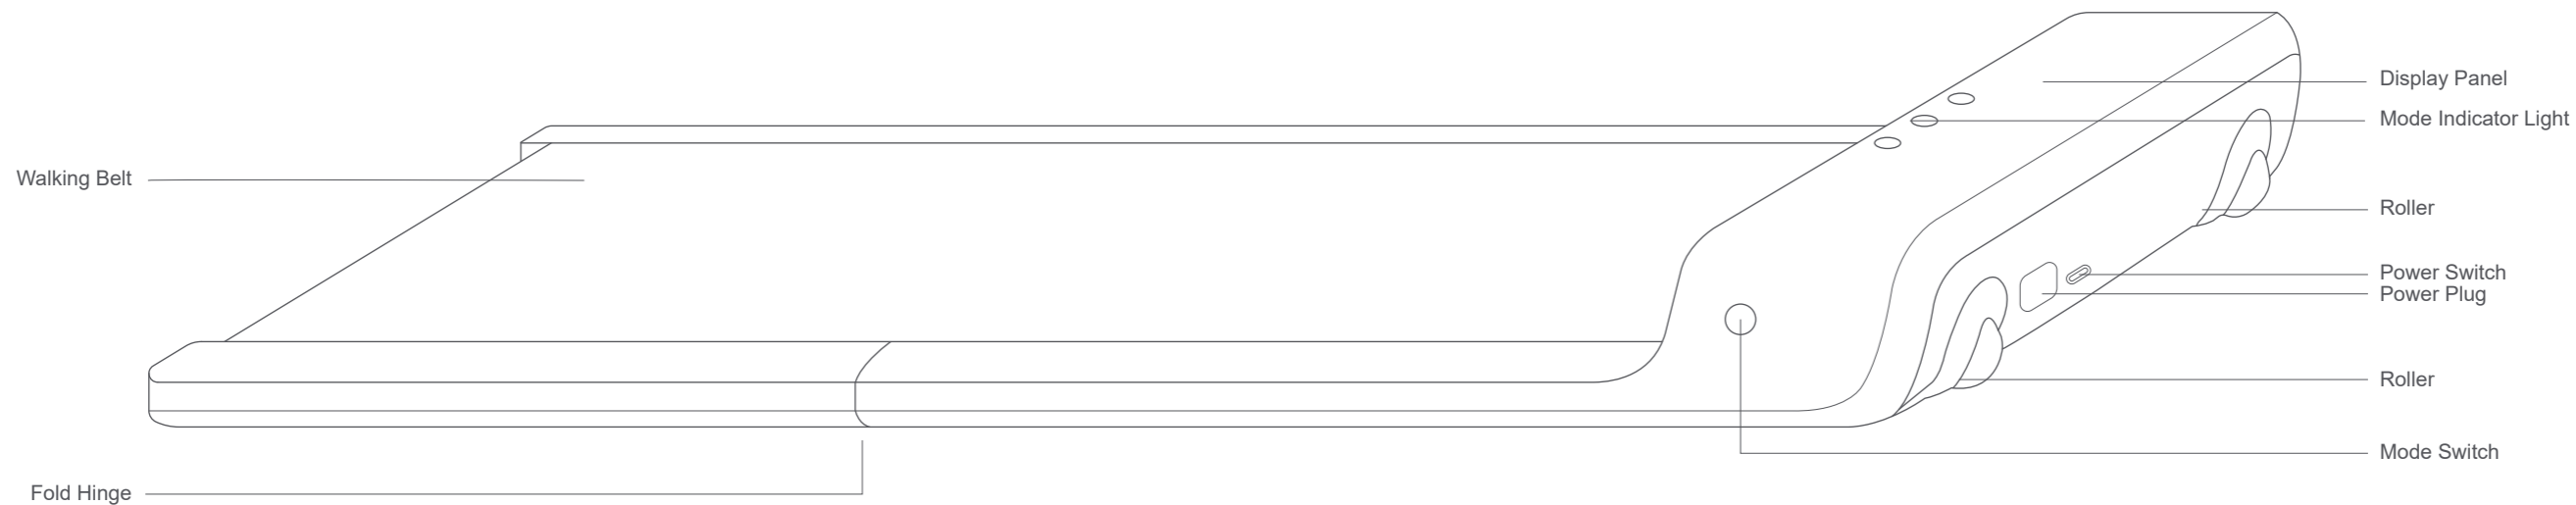 Display Panel
Mode Indicator Light
Walking Belt
Roller
Power Switch
Power Plug
Roller
Mode Switch
Fold Hinge